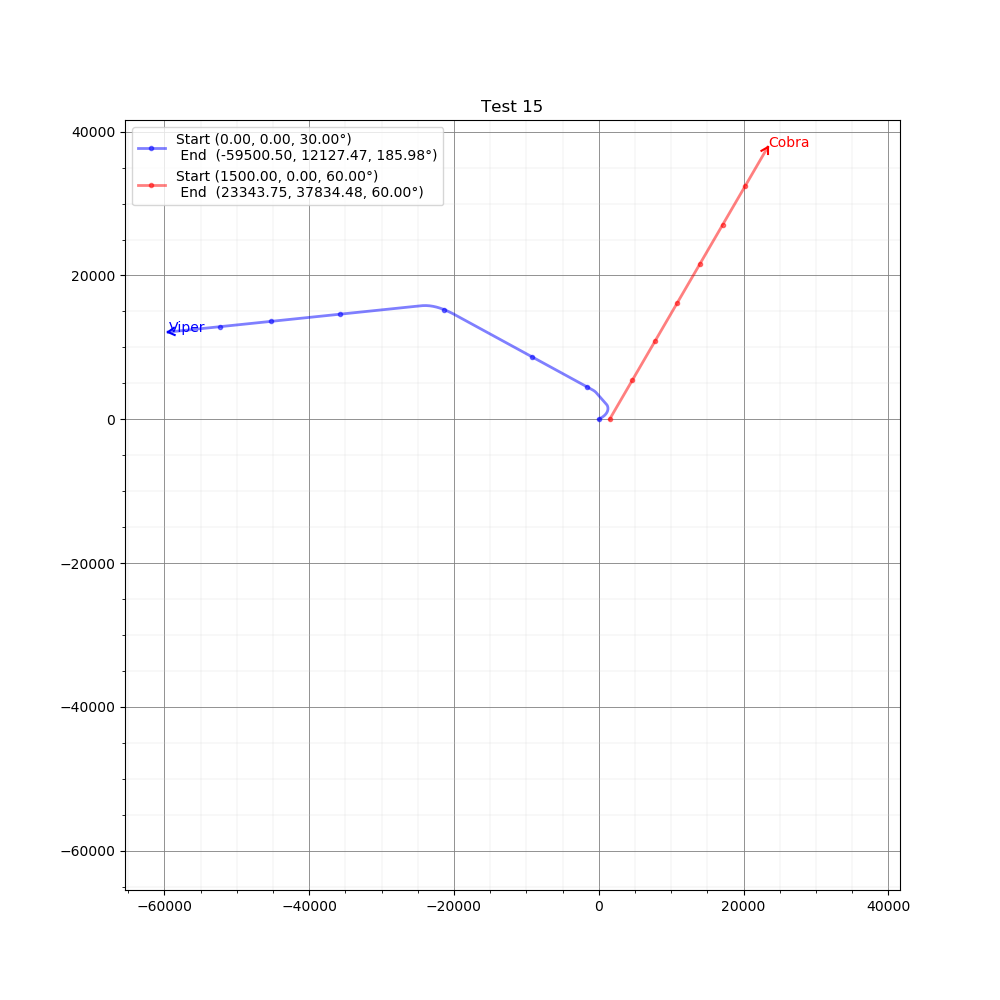 Test 15
40000
20000
0
−20000
−40000
−60000
−60000
−40000
−20000
0
20000
40000
Start (0.00, 0.00, 30.00°)
End (-59500.50, 12127.47, 185.98°)
Start (1500.00, 0.00, 60.00°)
End (23343.75, 37834.48, 60.00°)
Cobra
Viper